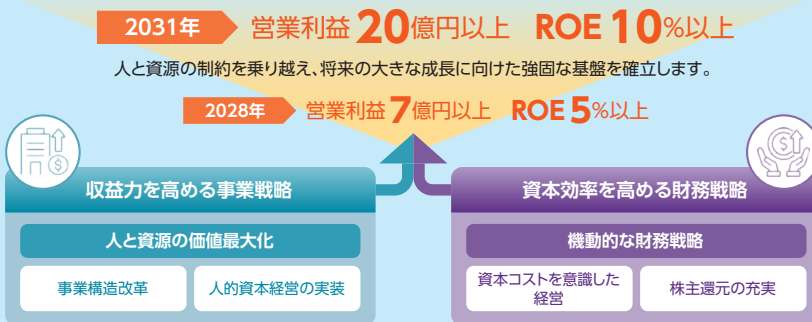 2031年 営業利益20億円以上 ROE10%以上
人と資源の制約を乗り越え、将来の大きな成長に向けた強固な基盤を確立します。
2028年 営業利益7億円以上 ROE5%以上
$
$
収益力を高める事業戦略
人と資源の価値最大化
事業構造改革
人的資本経営の実装
資本効率を高める財務戦略
機動的な財務戦略
資本コストを意識した
経営
株主還元の充実